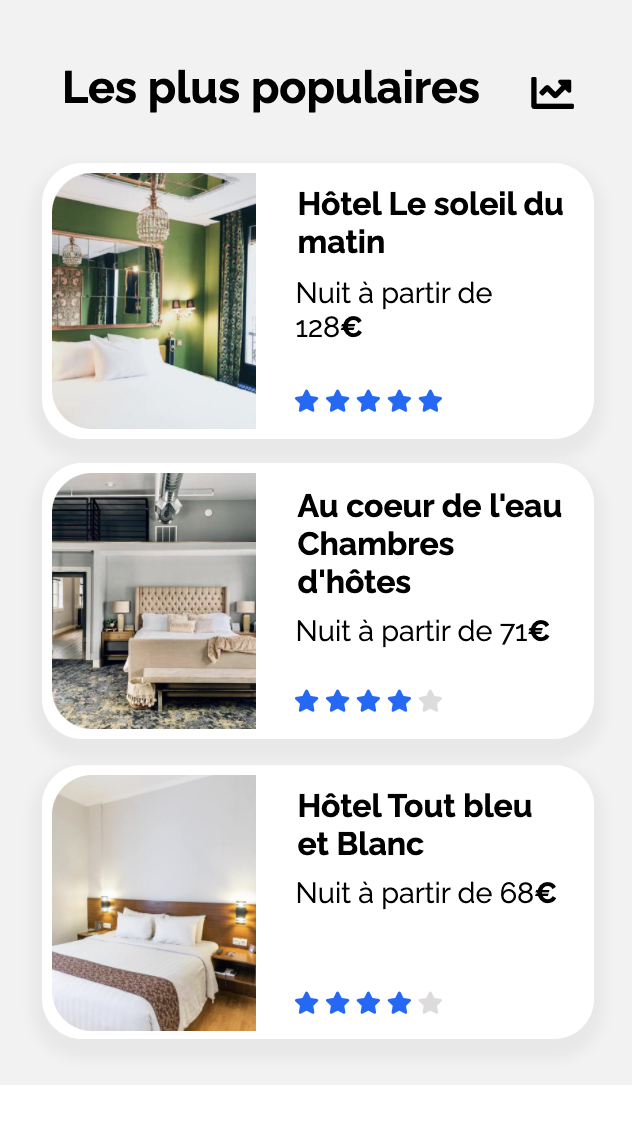 Les plus populaires
Hôtel Le soleil du
matin
Nuit à partir de
128€
Au coeur de l'eau
Chambres
d'hôtes
Nuit à partir de 71€
Hôtel Tout bleu
et Blanc
Nuit à partir de 68€